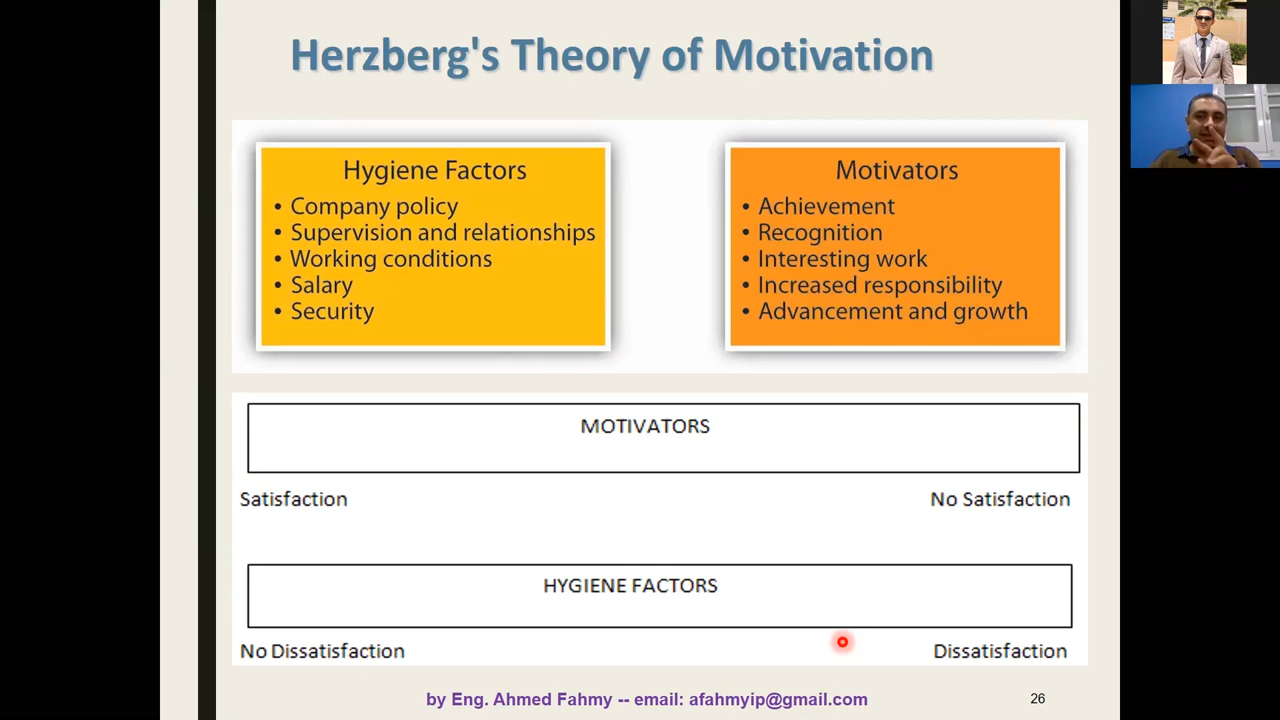 Herzberg's Theory of Motivation
Hygiene Factors
• Company policy
• Supervision and relationships
• Working conditions
• Salary
• Security
Motivators
• Achievement
• Recognition
• Interesting work
• Increased responsibility
• Advancement and growth
MOTIVATORS
Satisfaction
No Satisfaction
HYGIENE FACTORS
No Dissatisfaction
Dissatisfaction
by Eng. Ahmed Fahmy -- email: afahmyip@gmail.com
26